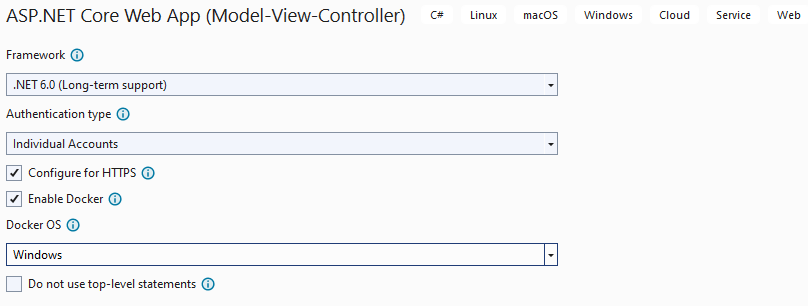 ASP.NET Core Web App (Model-View-Controller) C# Linux macOS Windows Cloud Service Web
Framework
.NET 6.0 (Long-term support)
Authentication type
Individual Accounts
Configure for HTTPS
Enable Docker
Docker OS
Windows
Do not use top-level statements